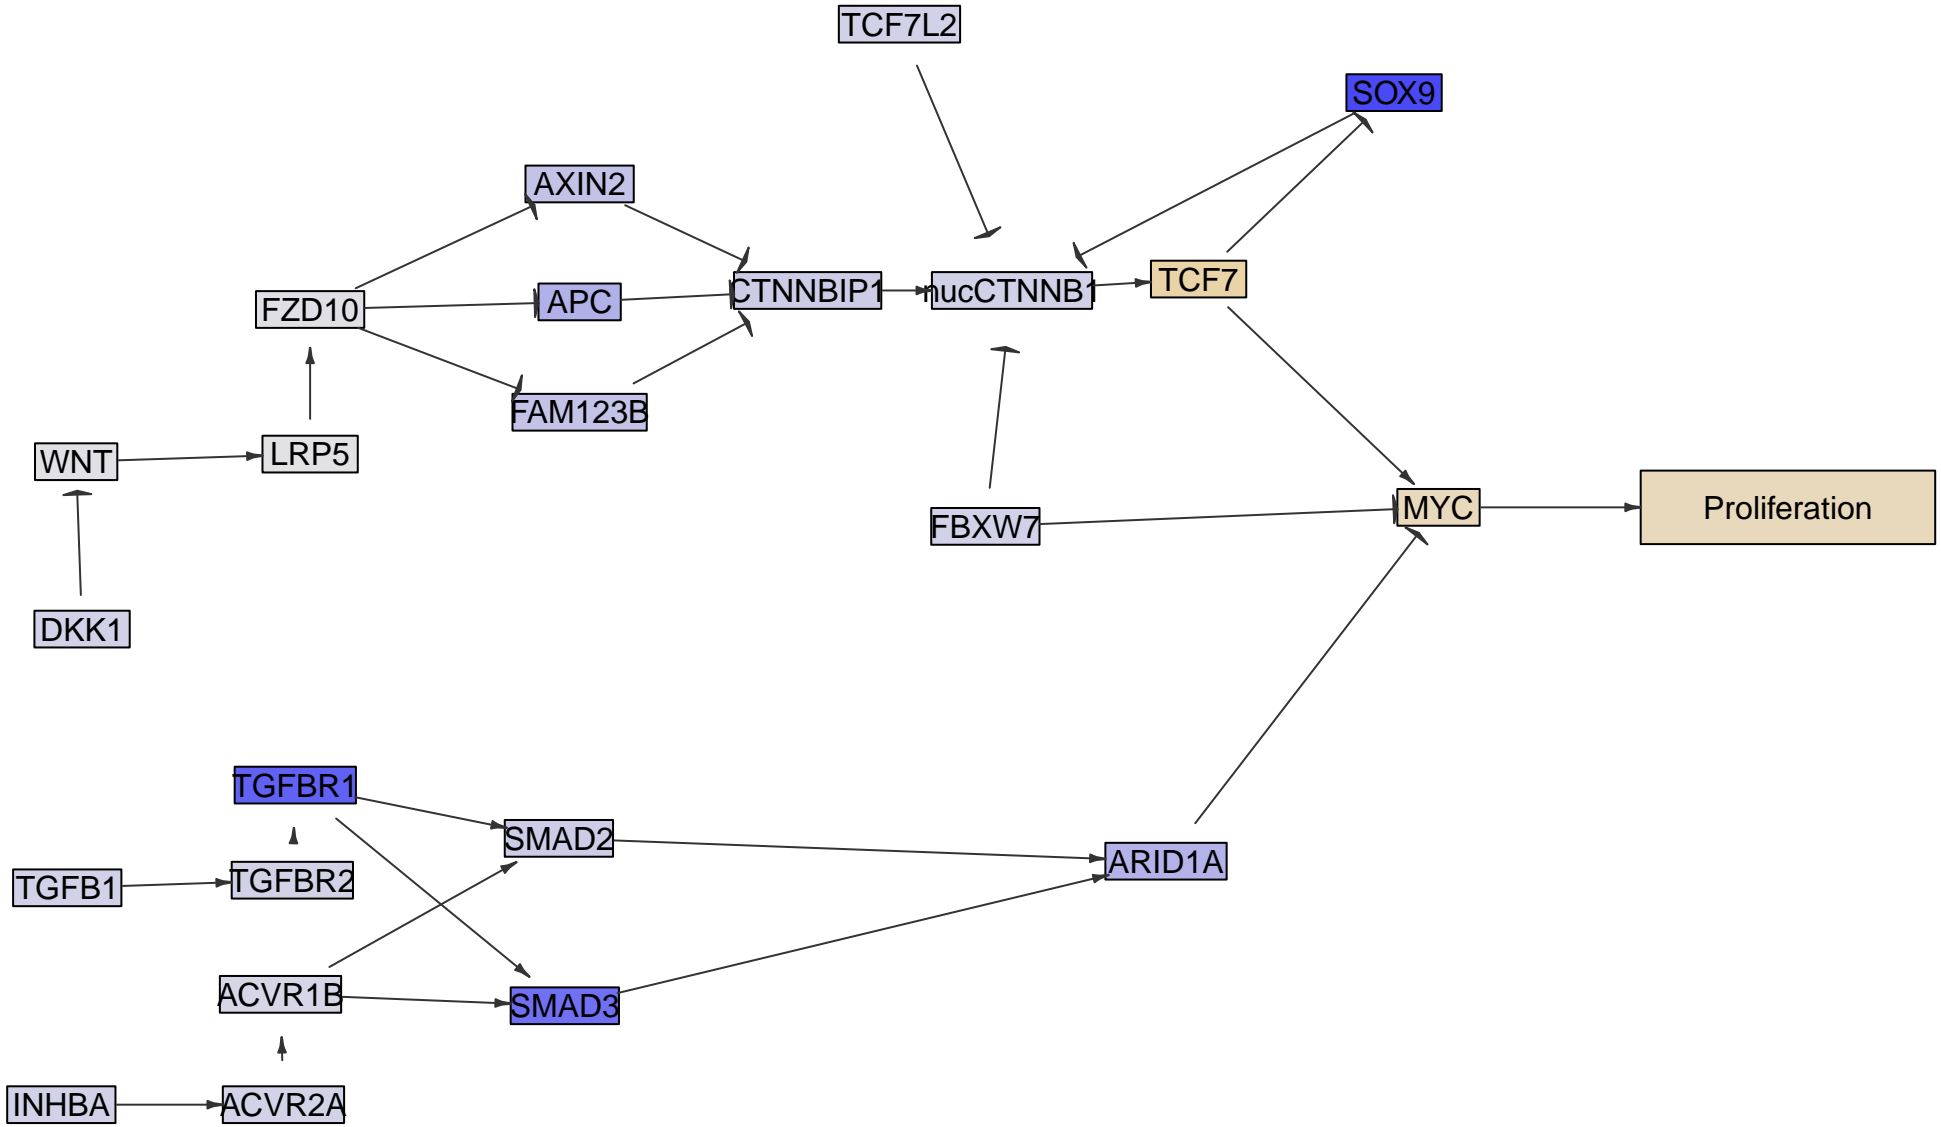 TCF7L2
SOX9
AXIN2
FZD10
APC
CTNNBIP1
nucCTNNB1
TCF7
FAM123B
WNT
LRP5
FBXW7
MYC
Proliferation
DKK1
TGFBR1
SMAD2
TGFB1
TGFBR2
ARID1A
ACVR1B
SMAD3
INHBA
ACVR2A